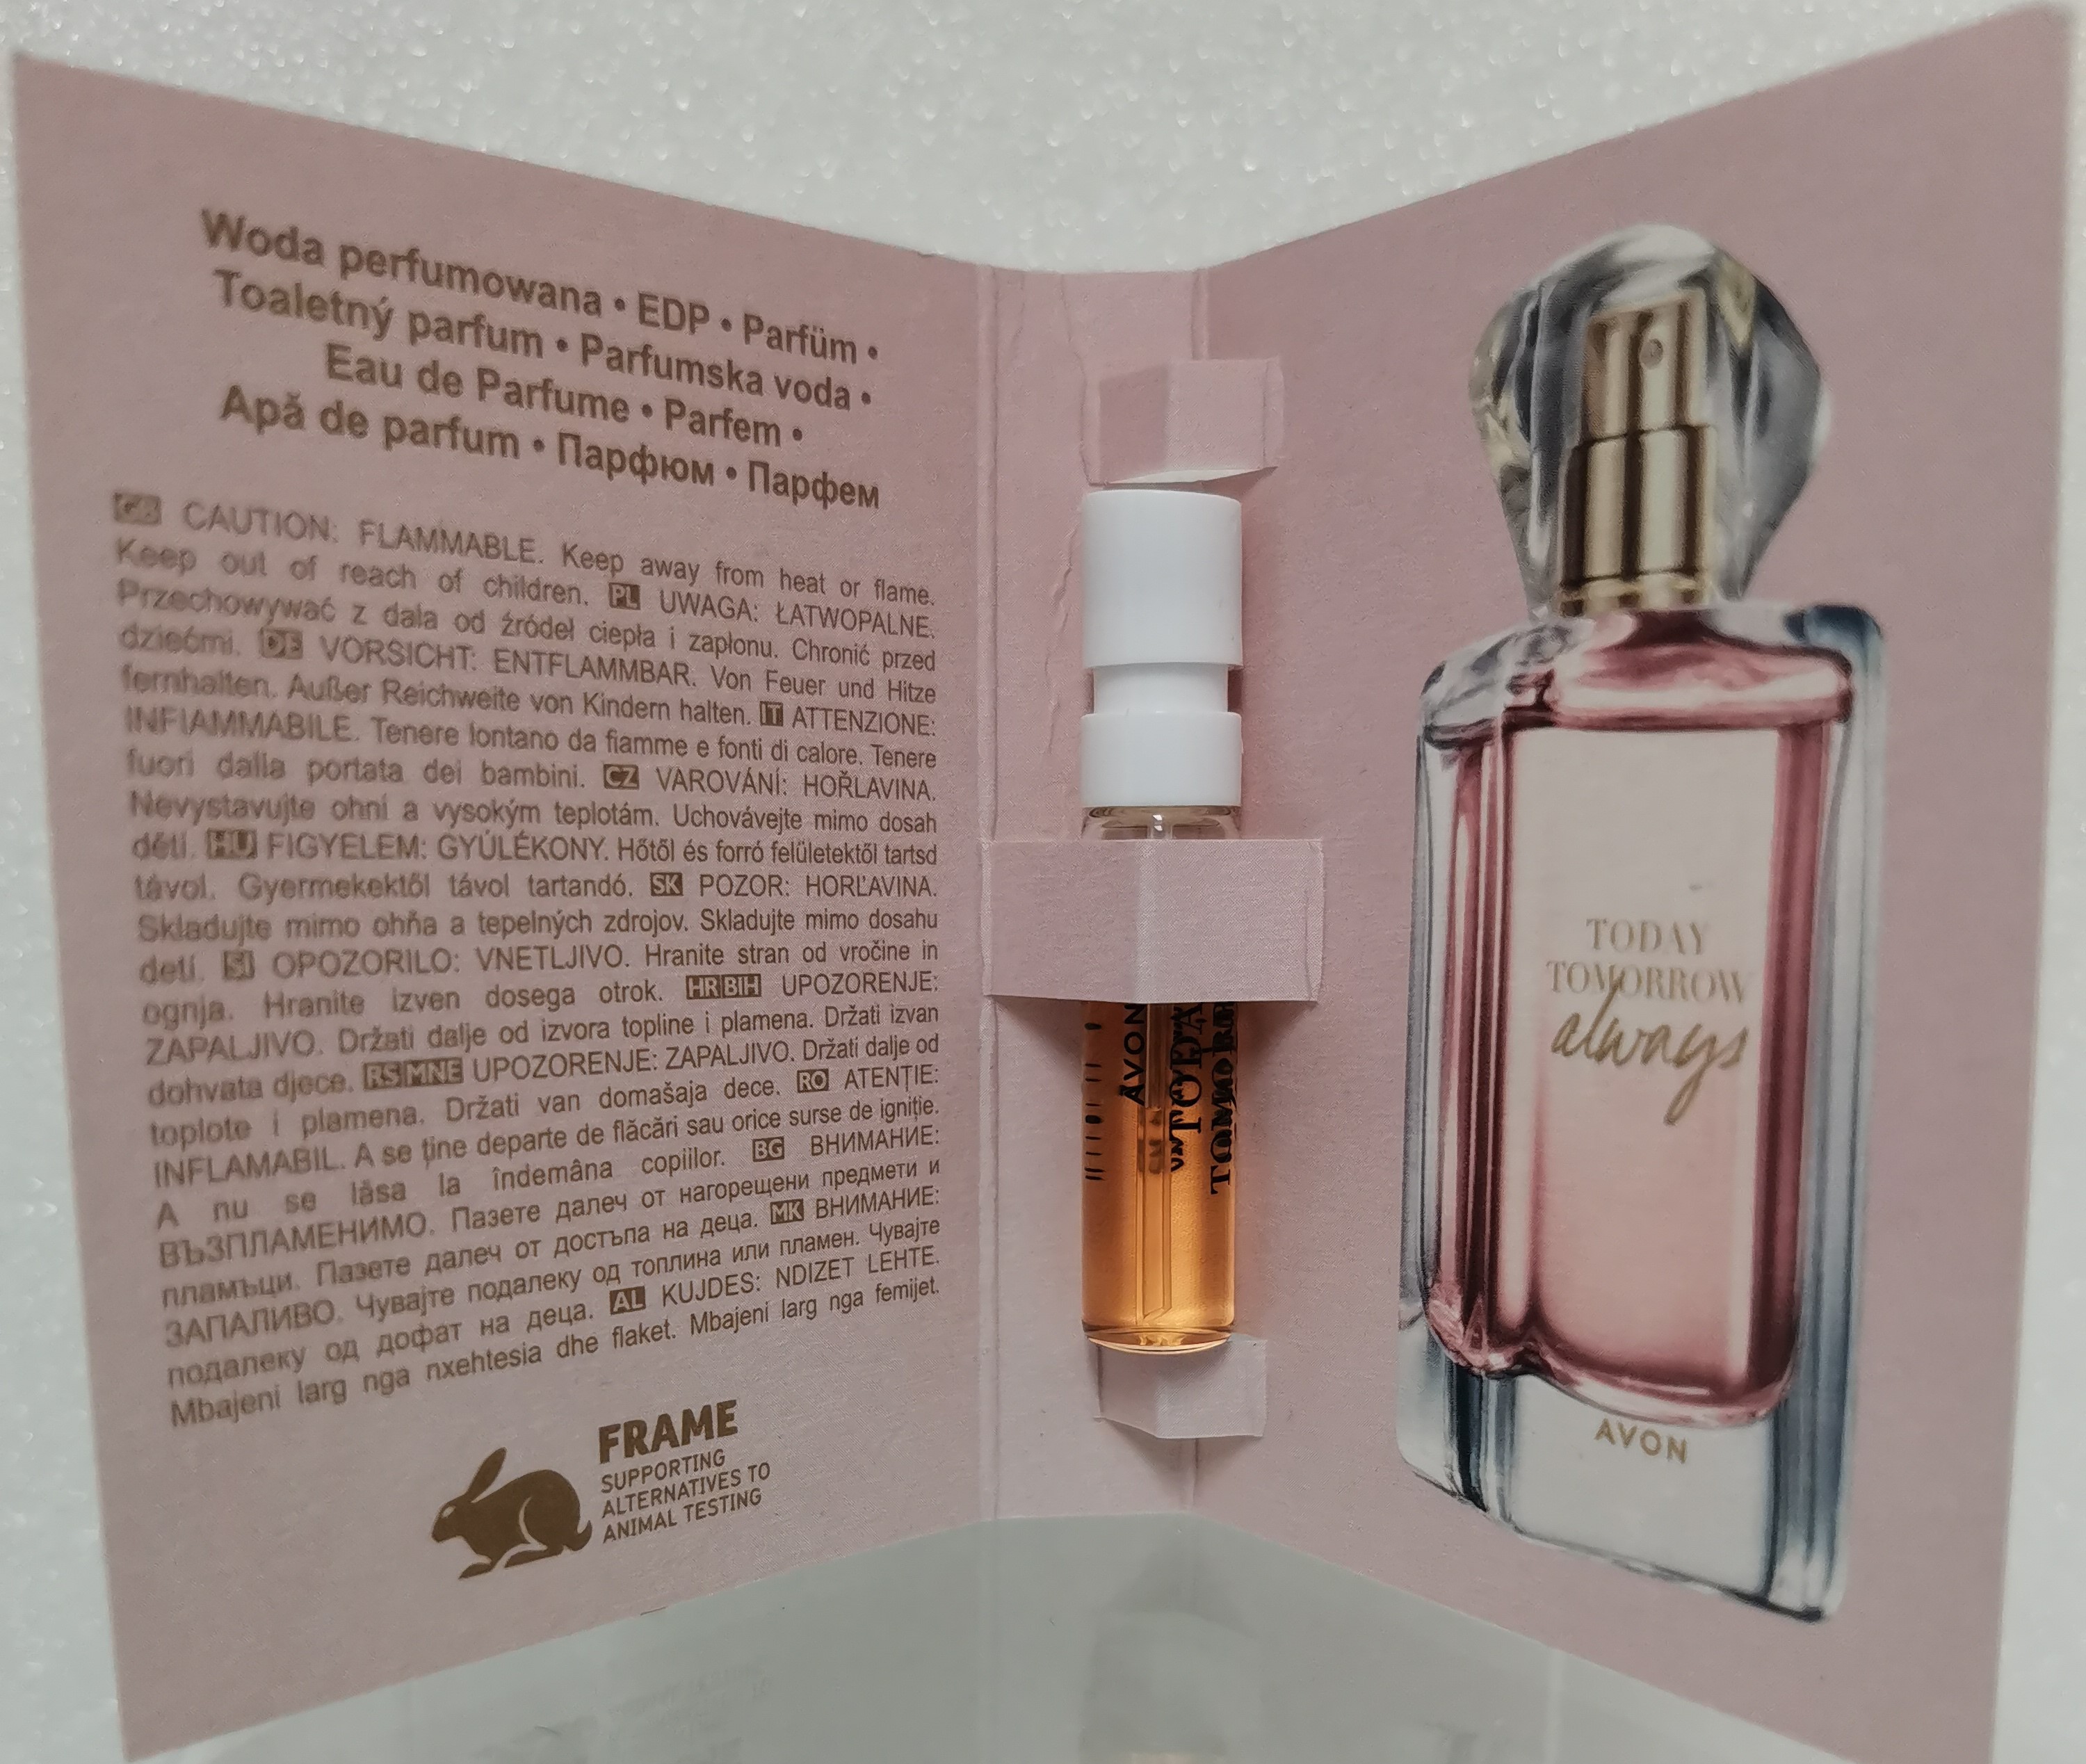 Woda perfumowana • EDP • Parfüm •
Toaletný parfum • Parfumska voda •
Eau de Parfume • Parfem •
Apă de parfum • Парфюм • Парфем
GB CAUTION: FLAMMABLE. Keep away from heat or flame.
Keep out of reach of children. PL UWAGA: ŁATWOPALNE.
Przechowywać z dala od źródeł ciepła i zapłonu. Chronić przed
dziećmi. DE VORSICHT: ENTFLAMMBAR. Von Feuer und Hitze
fernhalten. Außer Reichweite von Kindern halten. IT ATTENZIONE:
INFIAMMABILE. Tenere lontano da fiamme e fonti di calore. Tenere
fuori dalla portata dei bambini. CZ VAROVÁNÍ: HOŘLAVINA.
Nevystavujte ohni a vysokým teplotám. Uchovávejte mimo dosah
dětí. HU FIGYELEM: GYÚLÉKONY. Hőtől és forró felületektől tartsd
távol. Gyermekektől távol tartandó. SK POZOR: HORĽAVINA.
Skladujte mimo ohňa a tepelných zdrojov. Skladujte mimo dosahu
detí. SI OPOZORILO: VNETLJIVO. Hranite stran od vročine in
ognja. Hranite izven dosega otrok. HR BIH UPOZORENJE:
ZAPALJIVO. Držati dalje od izvora topline i plamena. Držati izvan
dohvata djece. RS MNE UPOZORENJE: ZAPALJIVO. Držati dalje od
toplote i plamena. Držati van domašaja dece. RO ATENȚIE:
INFLAMABIL. A se ține departe de flăcări sau orice surse de igniție.
A nu se lăsa la îndemâna copiilor. BG ВНИМАНИЕ:
ВЪЗПЛАМЕНИМО. Пазете далеч от нагорещени предмети и
пламъци. Пазете далеч от достъпа на деца. MK ВНИМАНИЕ:
ЗАПАЛИВО. Чувајте подалеку од топлина или пламен. Чувајте
подалеку од дофат на деца. AL KUJDES: NDIZET LEHTE.
Mbajeni larg nga nxehtesia dhe flaket. Mbajeni larg nga femijet.
FRAME
SUPPORTING
ALTERNATIVES TO
ANIMAL TESTING
AVON
TODAY
TOMORROW
always
AVON